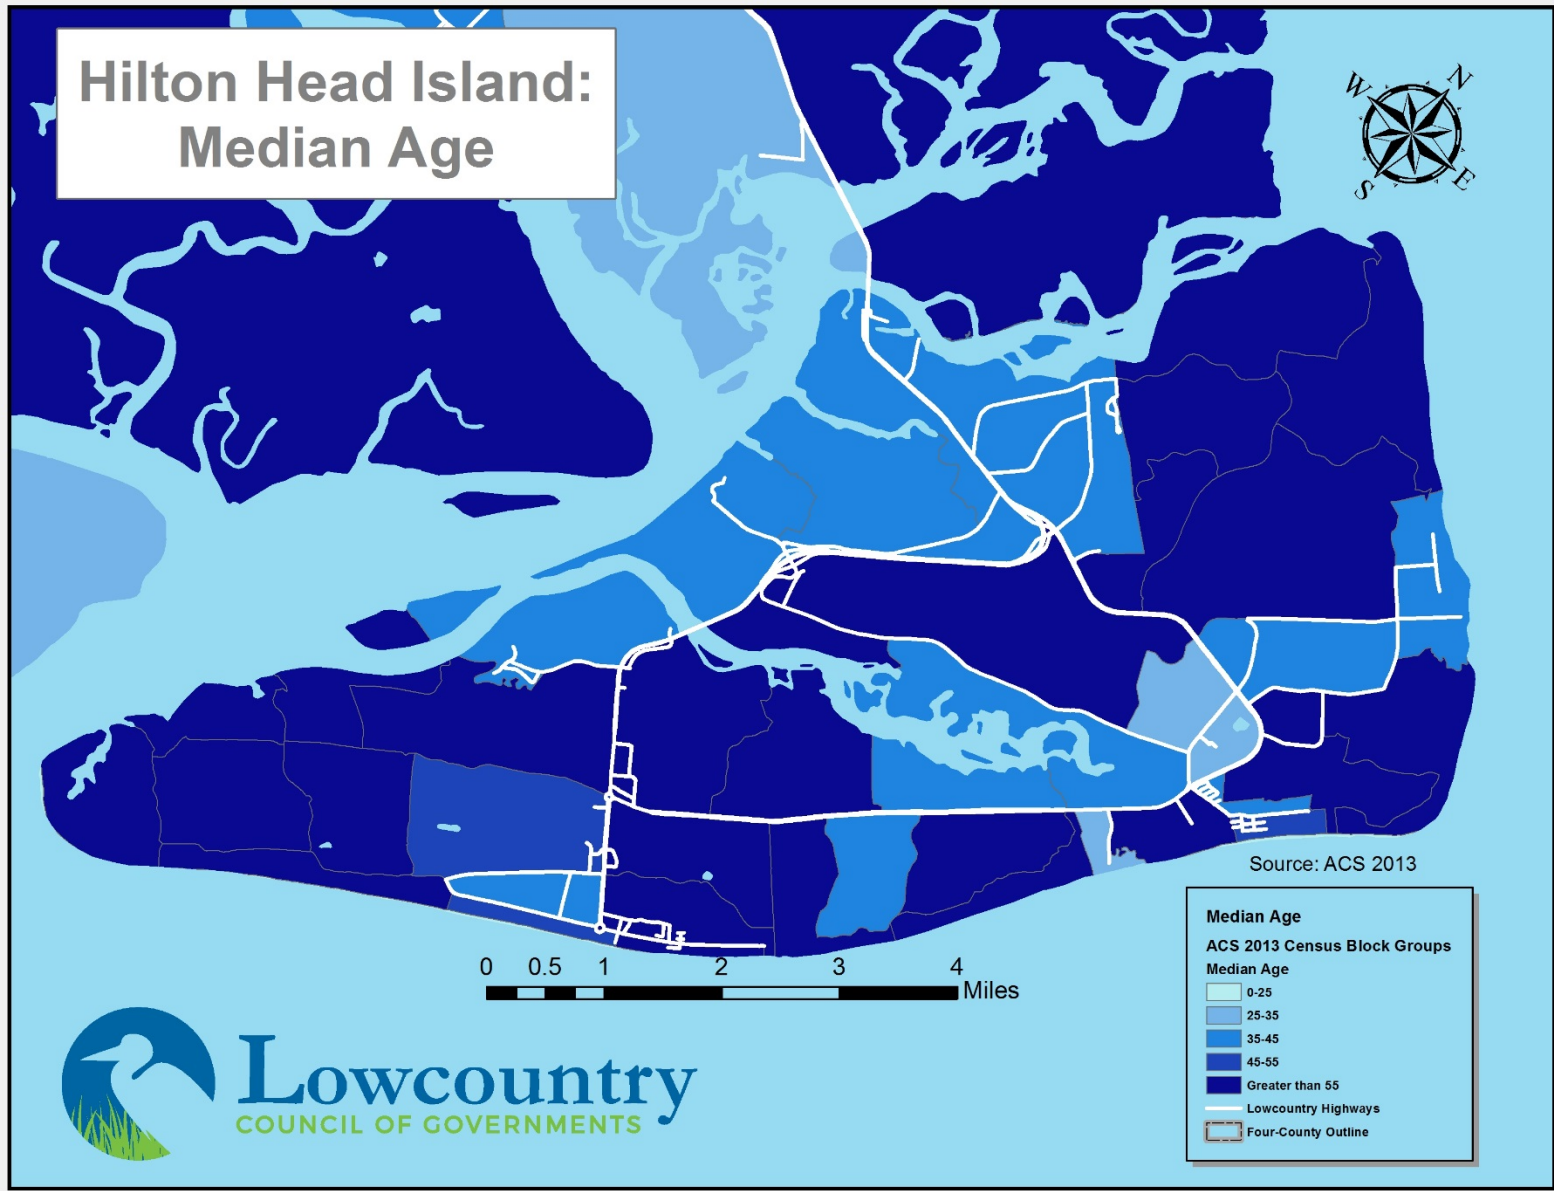 Hilton Head Island:
Median Age
W
N
S
E
Source: ACS 2013
Median Age
ACS 2013 Census Block Groups
Median Age
0-25
25-35
35-45
45-55
Greater than 55
Lowcountry Highways
Four-County Outline
0 0.5 1 2 3 4
Miles
Lowcountry
COUNCIL OF GOVERNMENTS